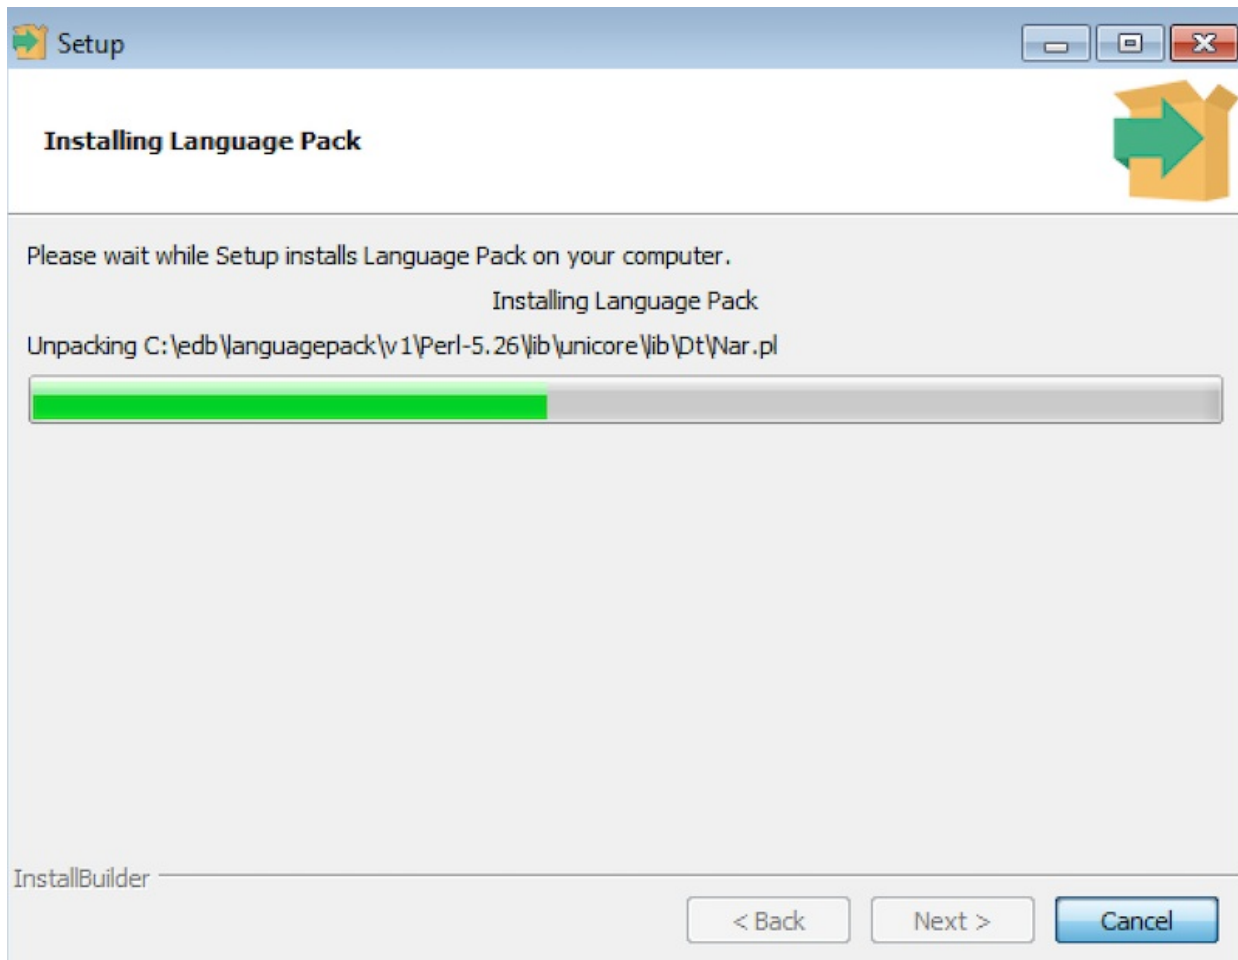 Setup
Installing Language Pack
Please wait while Setup installs Language Pack on your computer.
Installing Language Pack
Unpacking C:\edb\languagepack\v1\Perl-5.26\lib\unicore\lib\Dt\Nar.pl
InstallBuilder
< Back
Next >
Cancel